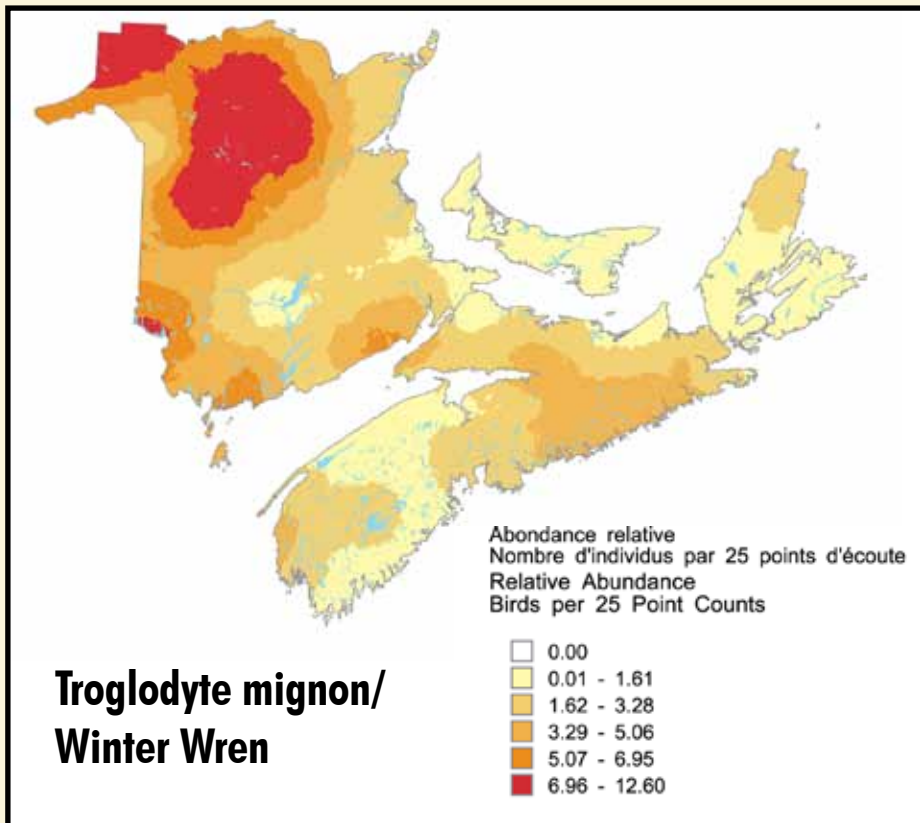 Abondance relative
Nombre d'individus par 25 points d'écoute
Relative Abundance
Birds per 25 Point Counts
0.00
0.01 - 1.61
1.62 - 3.28
3.29 - 5.06
5.07 - 6.95
6.96 - 12.60
Troglodyte mignon/
Winter Wren